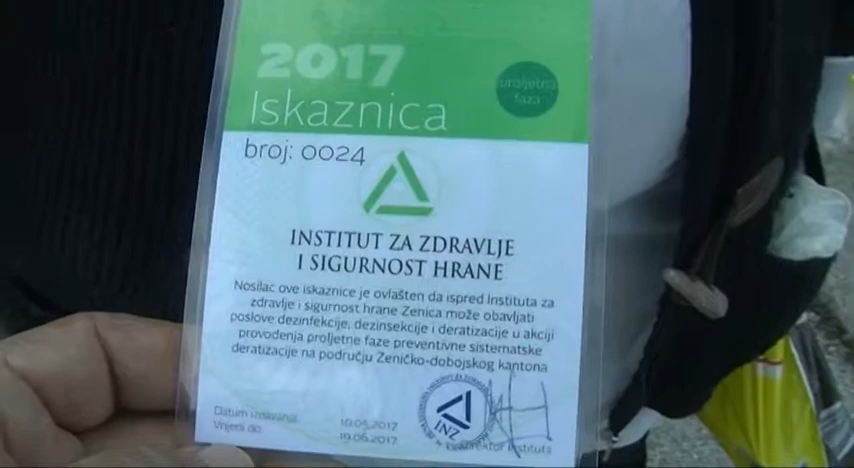 2017
Iskaznica
proljetna
faza
broj: 0024
INSTITUT ZA ZDRAVLJE
I SIGURNOST HRANE
Nosilac ove iskaznice je ovlašten da ispred Instituta za
zdravlje i sigurnost hrane Zenica može obavljati
poslove dezinfekcije, dezinsekcije i deratizacije u akciji
provođenja proljetne faze preventivne sistematske
deratizacije na području Zeničko-dobojskog kantona
Datum izdavanja: 10.05.2017
Vrijedi do: 19.06.2017
INZ
Direktor Instituta